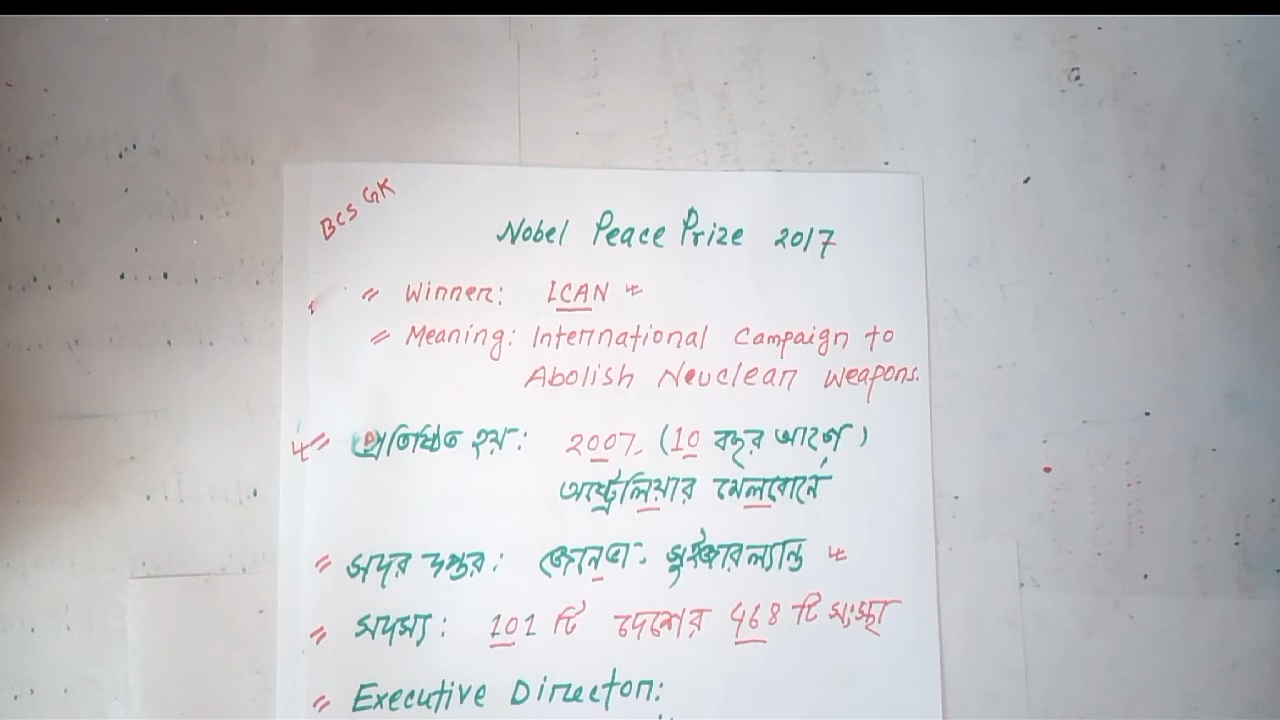 BCS GK
Nobel Peace Prize 2017
" Winner: ICAN *
" Meaning: International Campaign to
Abolish Neuclear Weapons.
*" প্রতিষ্ঠিত হয়: 2007. (10 বছর আগে)
অস্ট্রেলিয়ার মেলবোর্নে
" সদর দপ্তর: জেনেভা - সুইজারল্যান্ড *
" সদস্য: 101 টি দেশের 468 টি সংস্থা
" Executive Director: